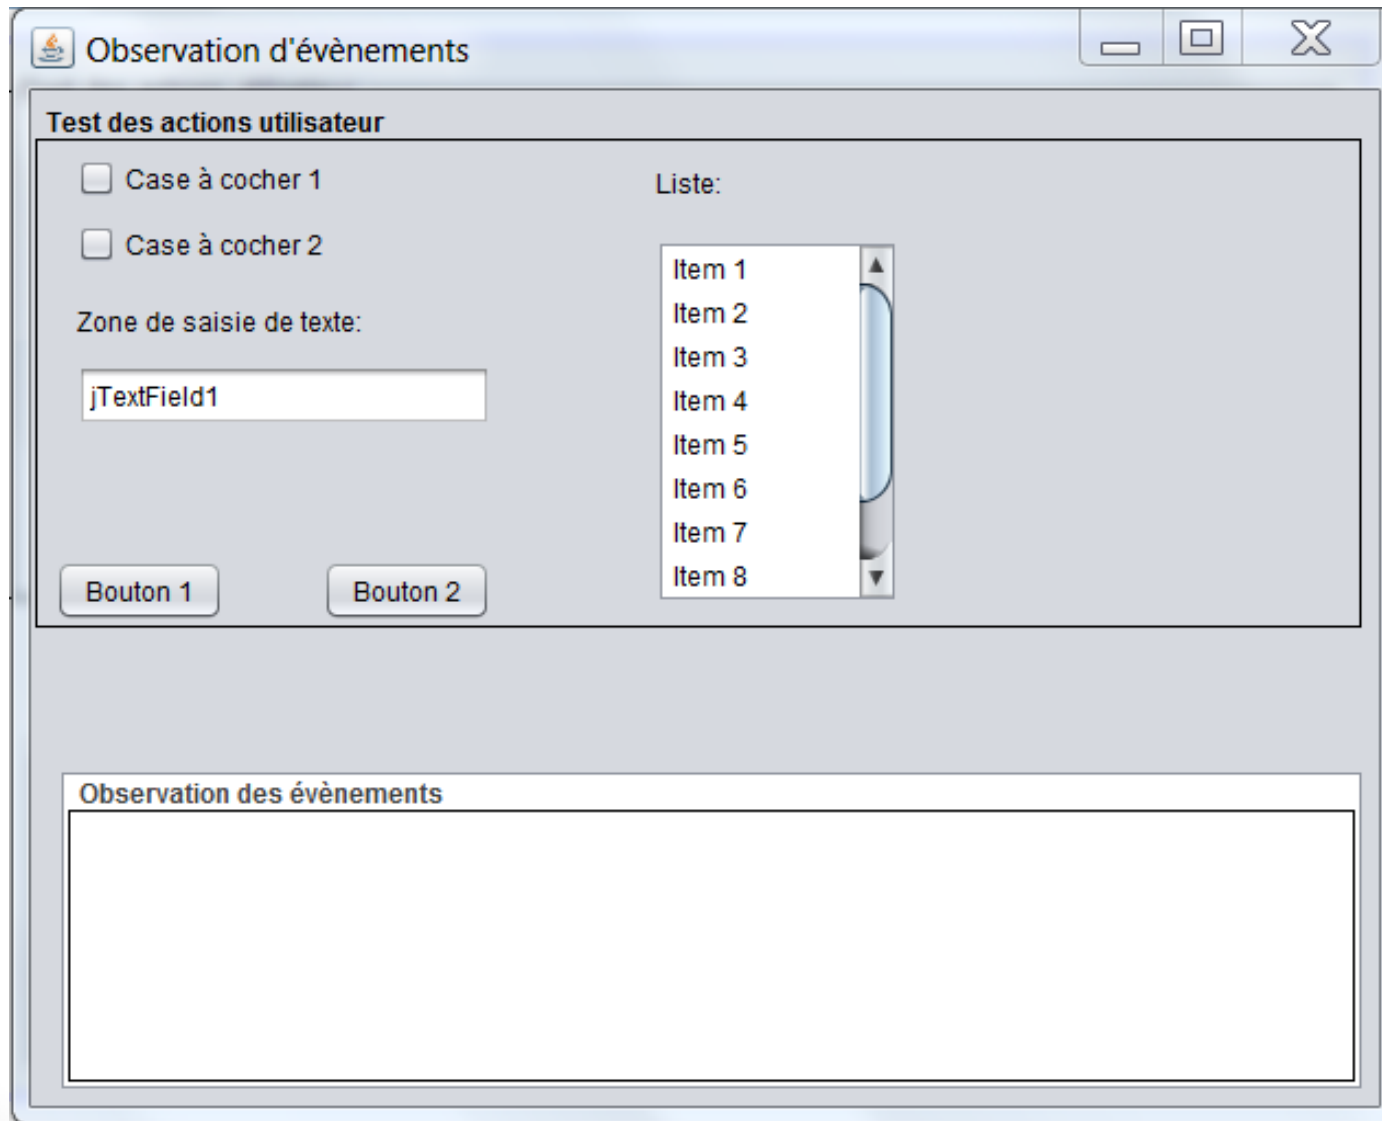 Observation d'évènements
Test des actions utilisateur
Case à cocher 1
Case à cocher 2
Zone de saisie de texte:
jTextField1
Bouton 1
Bouton 2
Liste:
Item 1
Item 2
Item 3
Item 4
Item 5
Item 6
Item 7
Item 8
Observation des évènements